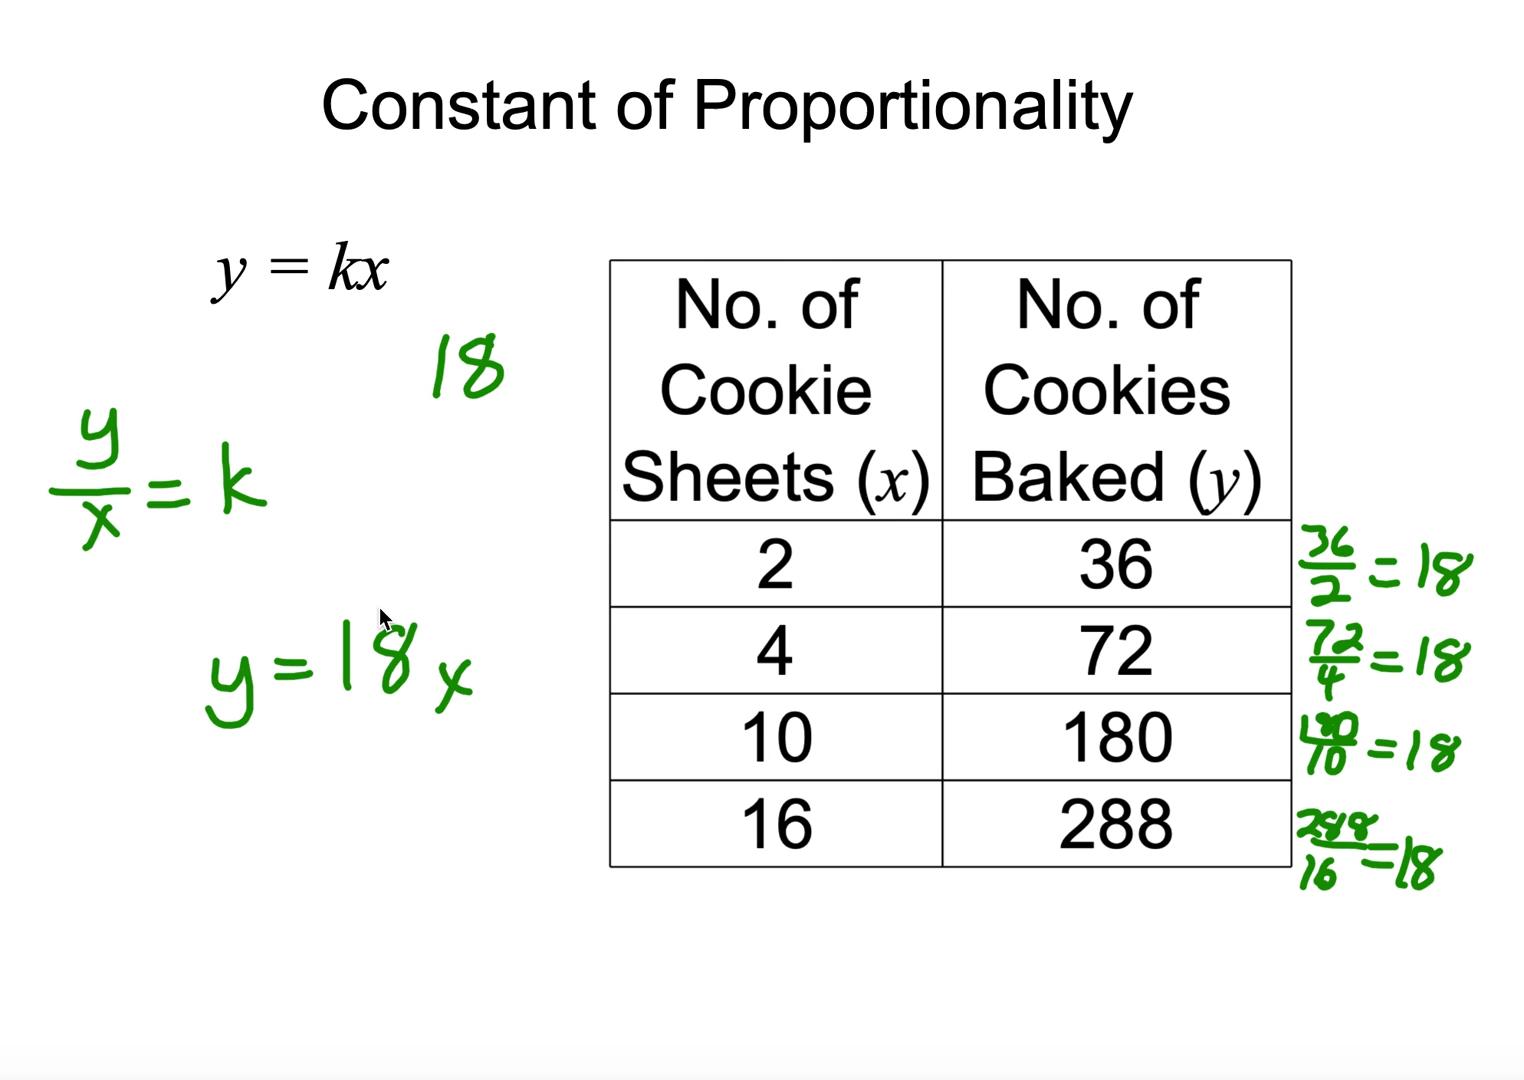 Constant of Proportionality
y = kx
18
y/x = k
y = 18x
No. of Cookie Sheets (x) No. of Cookies Baked (y)
2 36 36/2 = 18
4 72 72/4 = 18
10 180 180/10 = 18
16 288 288/16 = 18